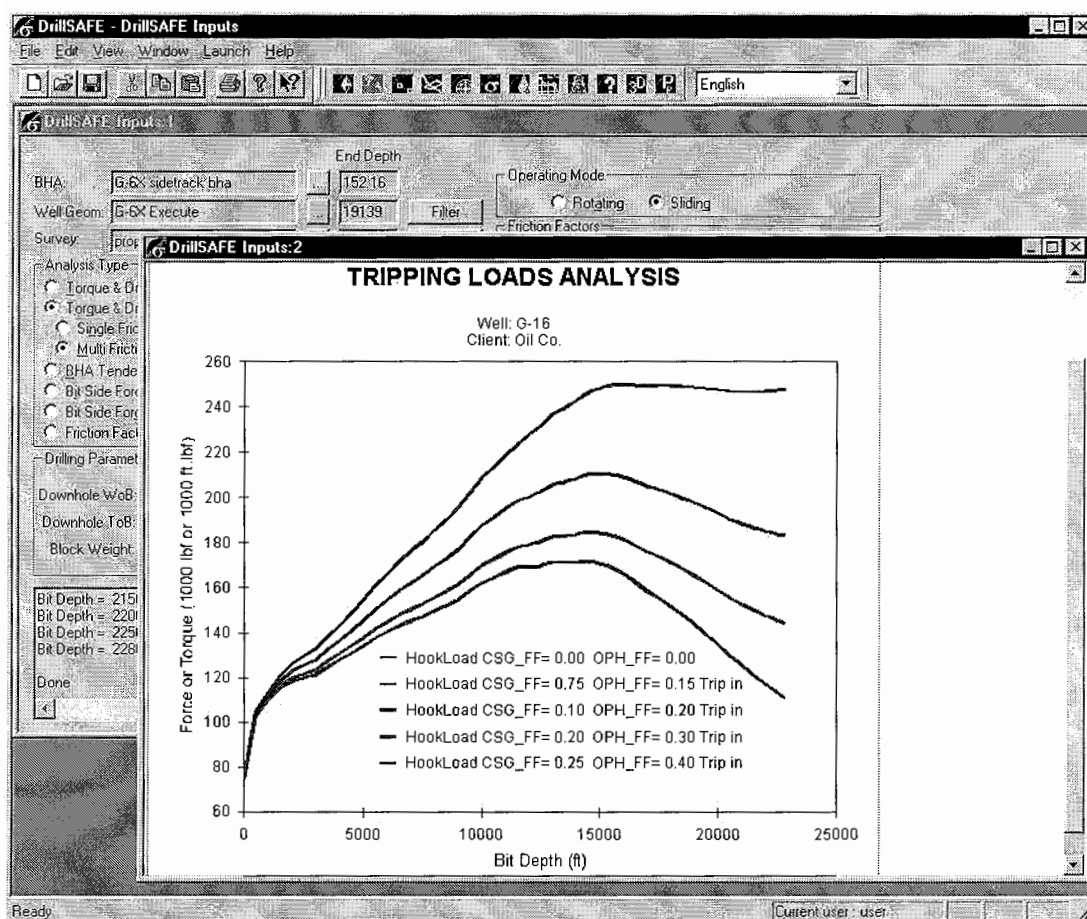 DrillSAFE - DrillSAFE Inputs
File Edit View Window Launch Help
English
DrillSAFE Inputs:1
End Depth
BHA: G-6X sidetrack bha ... 15216
Operating Mode
Rotating Sliding
Well Geom: G-6X Execute ... 19139 Filter
Friction Factors
Survey: prop
DrillSAFE Inputs:2
Analysis Type
Torque & Dr
Torque & Dr
Single Fric
Multi Fricti
BHA Tende
Bit Side Forc
Bit Side Forc
Friction Fact
Drilling Paramet
Downhole WoB:
Downhole ToB:
Block Weight:
Bit Depth = 2150
Bit Depth = 2200
Bit Depth = 2250
Bit Depth = 2280
Done
TRIPPING LOADS ANALYSIS
Well: G-16
Client: Oil Co.
Force or Torque (1000 lbf or 1000 ft.lbf)
260
240
220
200
180
160
140
120
100
80
60
HookLoad CSG_FF= 0.00 OPH_FF= 0.00
HookLoad CSG_FF= 0.75 OPH_FF= 0.15 Trip in
HookLoad CSG_FF= 0.10 OPH_FF= 0.20 Trip in
HookLoad CSG_FF= 0.20 OPH_FF= 0.30 Trip in
HookLoad CSG_FF= 0.25 OPH_FF= 0.40 Trip in
0 5000 10000 15000 20000 25000
Bit Depth (ft)
Ready
Current user : user